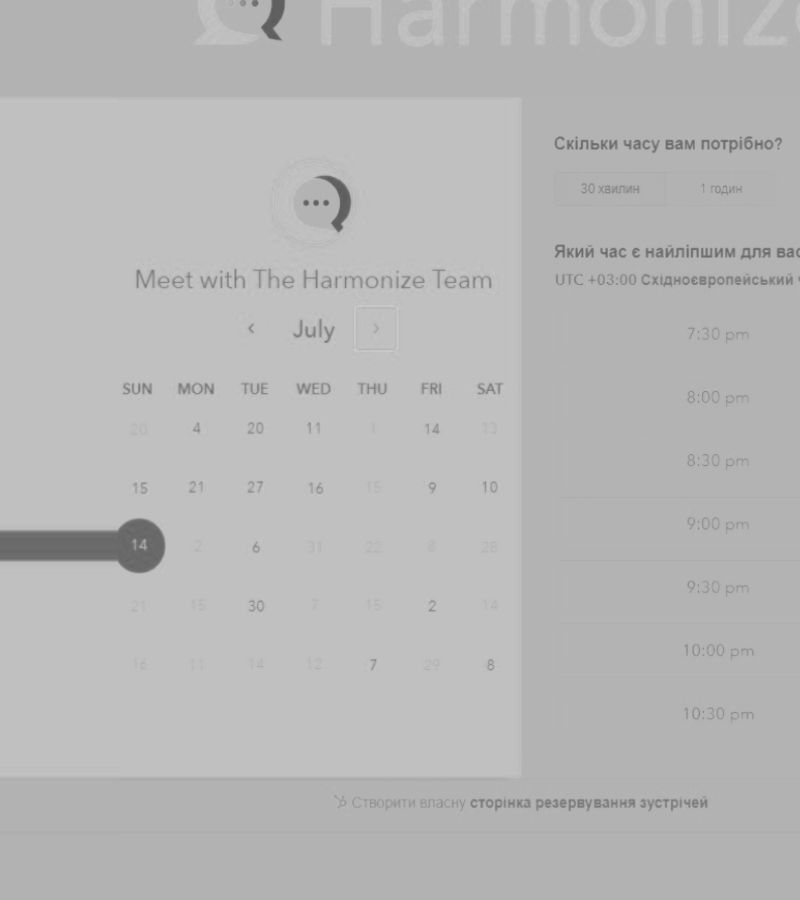 Harmoniz
Meet with The Harmonize Team
‹ July ›
SUN MON TUE WED THU FRI SAT
20 4 20 11 1 14 13
15 21 27 16 15 9 10
14 2 6 31 22 6 28
21 15 30 7 15 2 14
16 11 14 12 7 29 8
Скільки часу вам потрібно?
30 хвилин 1 годин
Який час є найліпшим для вас
UTC +03:00 Східноєвропейський
7:30 pm
8:00 pm
8:30 pm
9:00 pm
9:30 pm
10:00 pm
10:30 pm
Створити власну сторінка резервування зустрічей